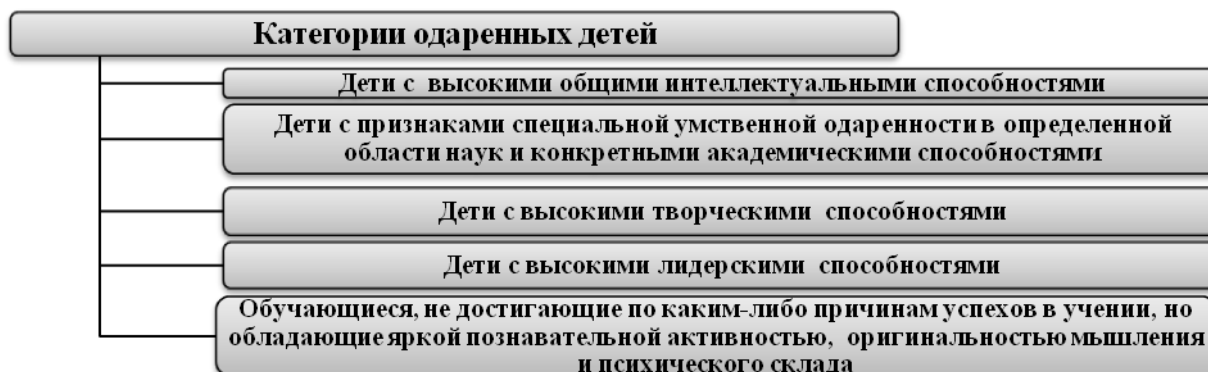 Категории одаренных детей
Дети с высокими общими интеллектуальными способностями
Дети с признаками специальной умственной одаренности в определенной
области наук и конкретными академическими способностями
Дети с высокими творческими способностями
Дети с высокими лидерскими способностями
Обучающиеся, не достигающие по каким-либо причинам успехов в учении, но
обладающие яркой познавательной активностью, оригинальностью мышления
и психического склада